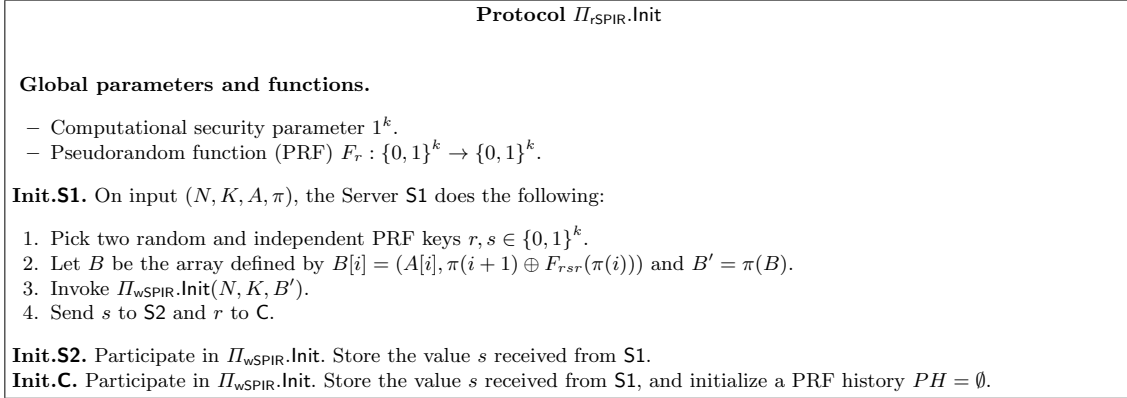 Protocol Π_rSPIR.Init
Global parameters and functions.
– Computational security parameter 1^k.
– Pseudorandom function (PRF) F_r : {0, 1}^k → {0, 1}^k.
Init.S1. On input (N, K, A, π), the Server S1 does the following:
1. Pick two random and independent PRF keys r, s ∈ {0, 1}^k.
2. Let B be the array defined by B[i] = (A[i], π(i + 1) ⊕ F_rsr(π(i))) and B′ = π(B).
3. Invoke Π_wSPIR.Init(N, K, B′).
4. Send s to S2 and r to C.
Init.S2. Participate in Π_wSPIR.Init. Store the value s received from S1.
Init.C. Participate in Π_wSPIR.Init. Store the value s received from S1, and initialize a PRF history PH = ∅.